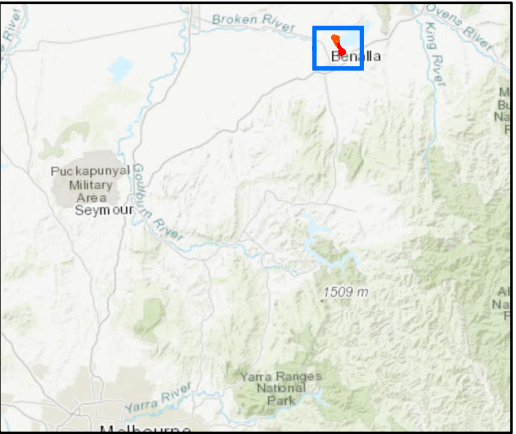 Broken River
Ovens River
King River
Benalla
Puckapunyal
Military
Area
Seymour
Goulburn River
1509 m
Yarra Ranges
National
Park
Yarra River